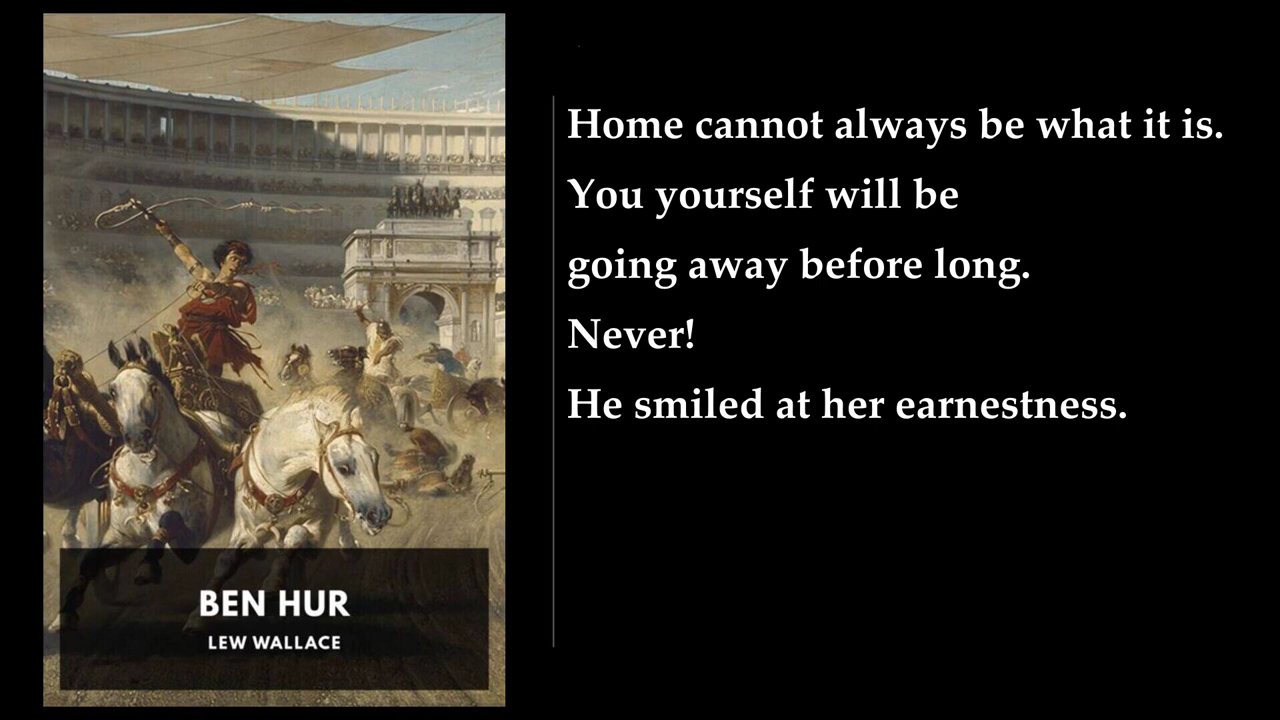 Home cannot always be what it is.
You yourself will be
going away before long.
Never!
He smiled at her earnestness.
BEN HUR
LEW WALLACE